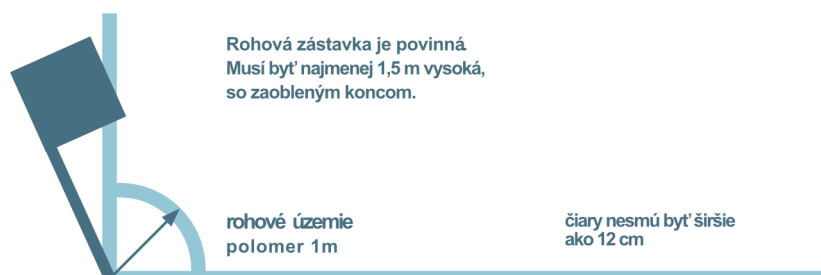 Rohová zástavka je povinná.
Musí byť najmenej 1,5 m vysoká,
so zaobleným koncom.
rohové územie
polomer 1m
čiary nesmú byť širšie
ako 12 cm